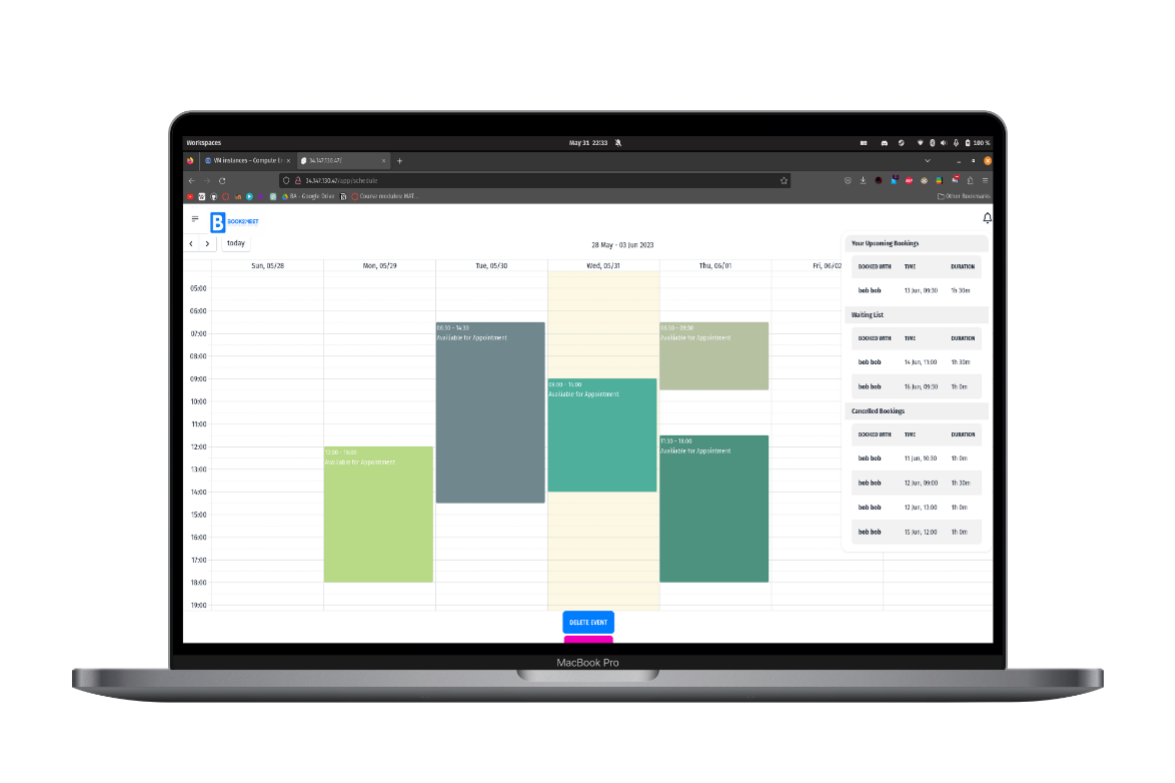 Workspaces
May 31 22:33
100 %
VM instances – Compute E
34.147.130.47/
34.147.130.47/app/schedule
BA - Google Drive
Course modules: MAT...
Other Bookmarks
B BOOK2MEET
today
28 May - 03 Jun 2023
Sun, 05/28 Mon, 05/29 Tue, 05/30 Wed, 05/31 Thu, 06/01 Fri, 06/02
05:00
06:00
07:00
08:00
09:00
10:00
11:00
12:00
13:00
14:00
15:00
16:00
17:00
18:00
19:00
12:00 - 18:00
Available for Appointment
06:30 - 14:30
Available for Appointment
09:00 - 14:00
Available for Appointment
06:30 - 09:30
Available for Appointment
11:30 - 18:00
Available for Appointment
Your Upcoming Bookings
BOOKED WITH TIME DURATION
bob bob 13 Jun, 09:30 1h 30m
Waiting List
BOOKED WITH TIME DURATION
bob bob 14 Jun, 11:00 1h 30m
bob bob 16 Jun, 09:30 1h 0m
Cancelled Bookings
BOOKED WITH TIME DURATION
bob bob 11 Jun, 10:30 1h 0m
bob bob 12 Jun, 09:00 1h 30m
bob bob 12 Jun, 13:00 1h 0m
bob bob Jun, 12:00 1h 0m
DELETE EVENT
MacBook Pro